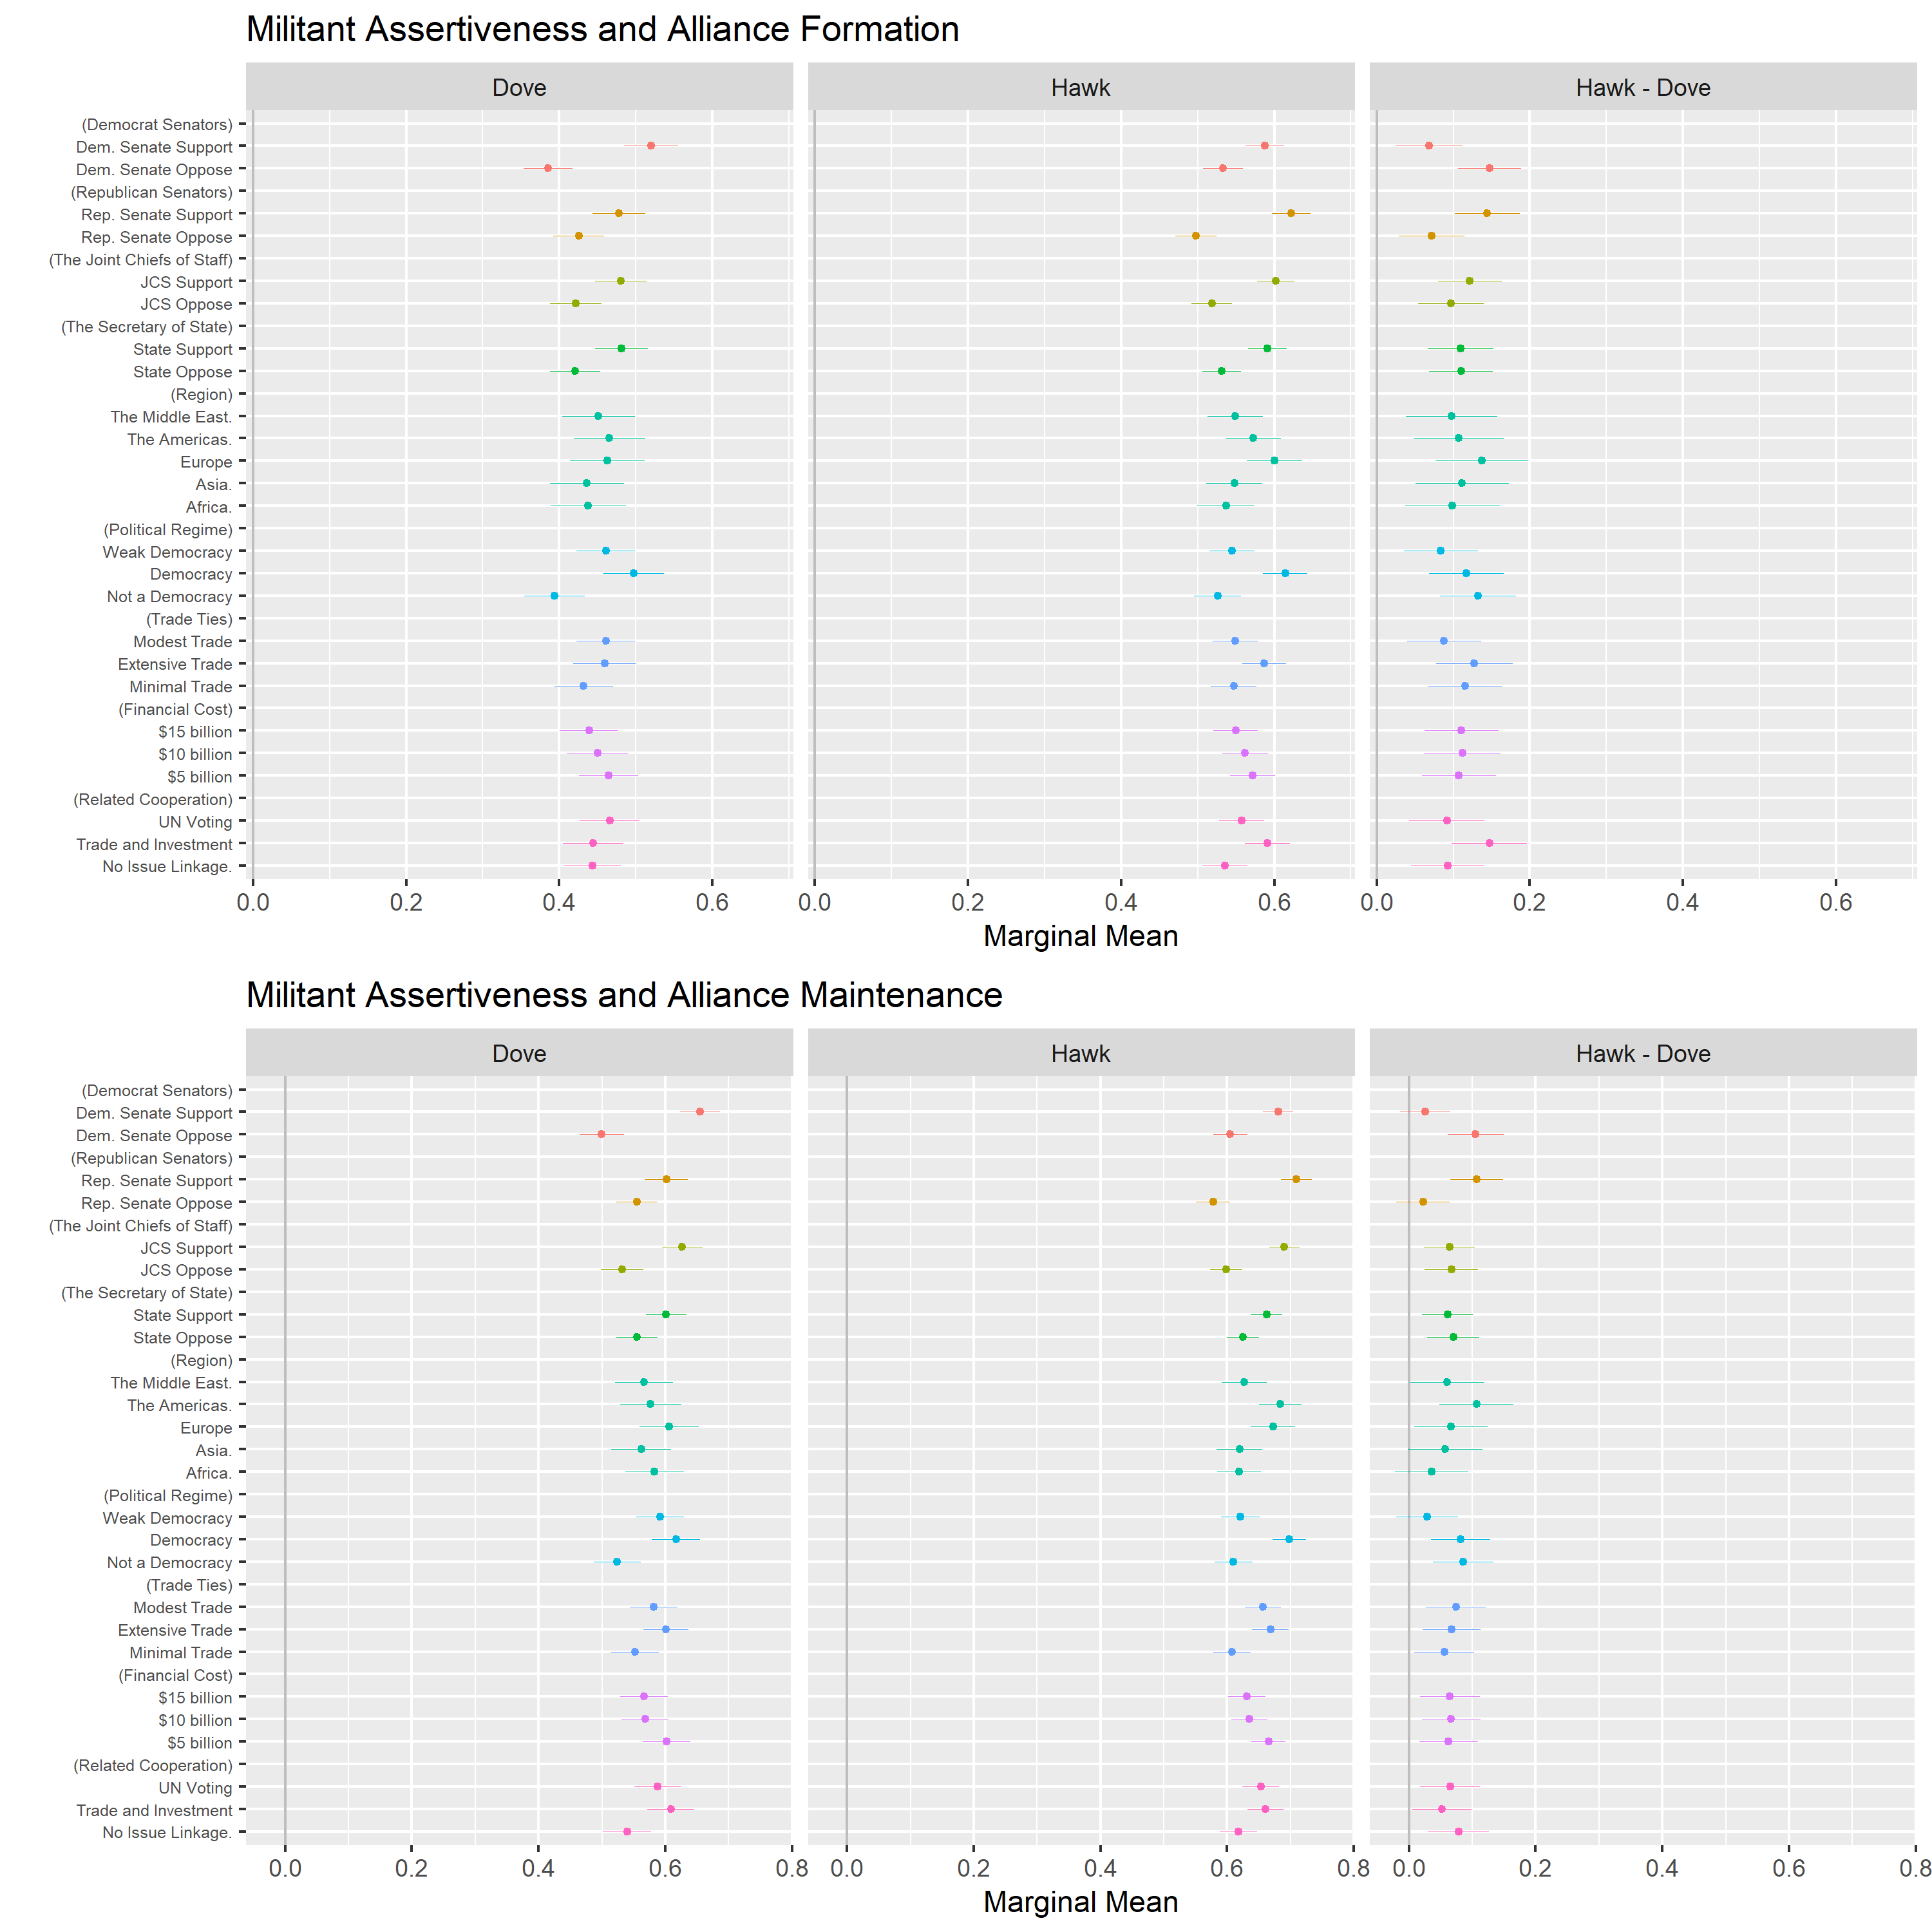 Militant Assertiveness and Alliance Formation
Dove
Hawk
Hawk - Dove
(Democrat Senators)
Dem. Senate Support
Dem. Senate Oppose
(Republican Senators)
Rep. Senate Support
Rep. Senate Oppose
(The Joint Chiefs of Staff)
JCS Support
JCS Oppose
(The Secretary of State)
State Support
State Oppose
(Region)
The Middle East.
The Americas.
Europe
Asia.
Africa.
(Political Regime)
Weak Democracy
Democracy
Not a Democracy
(Trade Ties)
Modest Trade
Extensive Trade
Minimal Trade
(Financial Cost)
$15 billion
$10 billion
$5 billion
(Related Cooperation)
UN Voting
Trade and Investment
No Issue Linkage.
0.0 0.2 0.4 0.6
0.0 0.2 0.4 0.6
0.0 0.2 0.4 0.6
Marginal Mean
Militant Assertiveness and Alliance Maintenance
Dove
Hawk
Hawk - Dove
(Democrat Senators)
Dem. Senate Support
Dem. Senate Oppose
(Republican Senators)
Rep. Senate Support
Rep. Senate Oppose
(The Joint Chiefs of Staff)
JCS Support
JCS Oppose
(The Secretary of State)
State Support
State Oppose
(Region)
The Middle East.
The Americas.
Europe
Asia.
Africa.
(Political Regime)
Weak Democracy
Democracy
Not a Democracy
(Trade Ties)
Modest Trade
Extensive Trade
Minimal Trade
(Financial Cost)
$15 billion
$10 billion
$5 billion
(Related Cooperation)
UN Voting
Trade and Investment
No Issue Linkage.
0.0 0.2 0.4 0.6 0.8
0.0 0.2 0.4 0.6 0.8
0.0 0.2 0.4 0.6 0.8
Marginal Mean